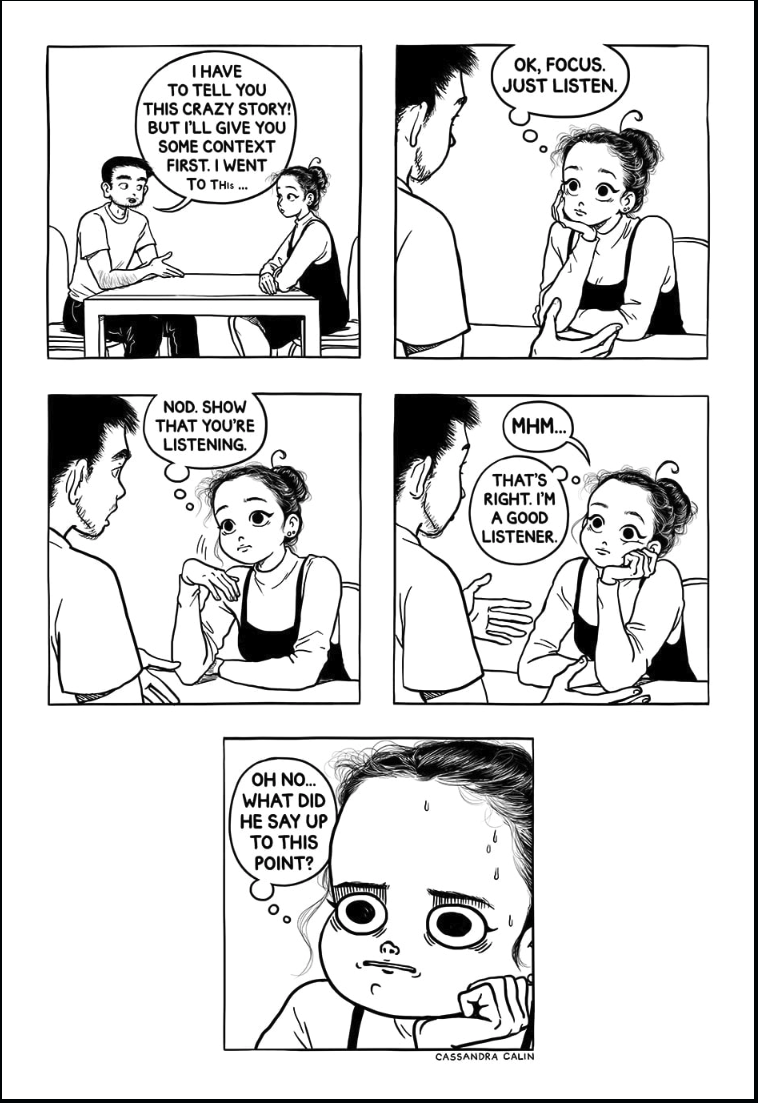 I HAVE
TO TELL YOU
THIS CRAZY STORY!
BUT I'LL GIVE YOU
SOME CONTEXT
FIRST. I WENT
TO THIS ...
OK, FOCUS.
JUST LISTEN.
NOD. SHOW
THAT YOU'RE
LISTENING.
MHM...
THAT'S
RIGHT. I'M
A GOOD
LISTENER.
OH NO...
WHAT DID
HE SAY UP
TO THIS
POINT?
CASSANDRA CALIN